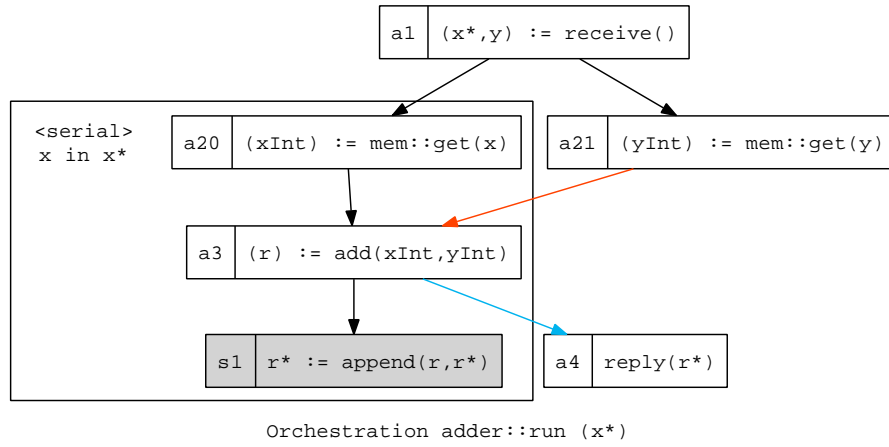 a1 (x*,y) := receive()
<serial>
x in x*
a20 (xInt) := mem::get(x)
a21 (yInt) := mem::get(y)
a3 (r) := add(xInt,yInt)
s1 r* := append(r,r*)
a4 reply(r*)
Orchestration adder::run (x*)